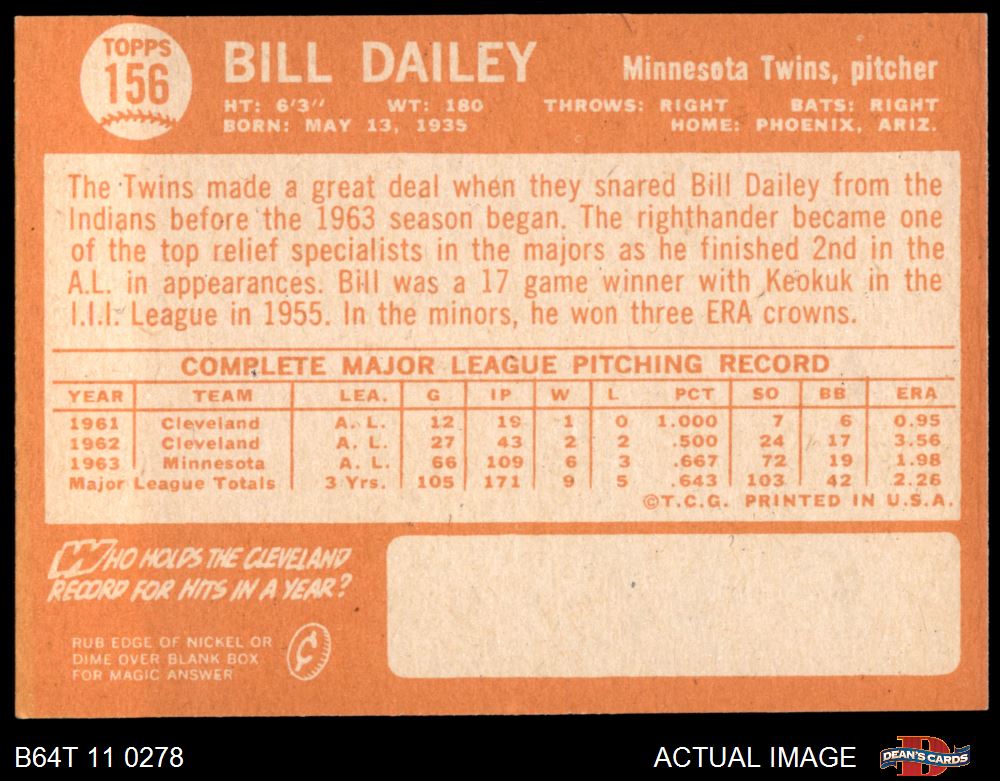 TOPPS
156
BILL DAILEY
Minnesota Twins, pitcher
HT: 6'3" WT: 180 THROWS: RIGHT BATS: RIGHT
BORN: MAY 13, 1935 HOME: PHOENIX, ARIZ.
The Twins made a great deal when they snared Bill Dailey from the
Indians before the 1963 season began. The righthander became one
of the top relief specialists in the majors as he finished 2nd in the
A.L. in appearances. Bill was a 17 game winner with Keokuk in the
I.I.I. League in 1955. In the minors, he won three ERA crowns.
COMPLETE MAJOR LEAGUE PITCHING RECORD
YEAR TEAM LEA. G IP W L PCT SO BB ERA
1961 Cleveland A. L. 12 19 1 0 1.000 7 6 0.95
1962 Cleveland A. L. 27 43 2 2 .500 24 17 3.56
1963 Minnesota A. L. 66 109 6 3 .667 72 19 1.98
Major League Totals 3 Yrs. 105 171 9 5 .643 103 42 2.26
©T.C.G. PRINTED IN U.S.A.
WHO HOLDS THE CLEVELAND
RECORD FOR HITS IN A YEAR?
RUB EDGE OF NICKEL OR
DIME OVER BLANK BOX
FOR MAGIC ANSWER
B64T 11 0278
ACTUAL IMAGE
DEAN'S CARDS